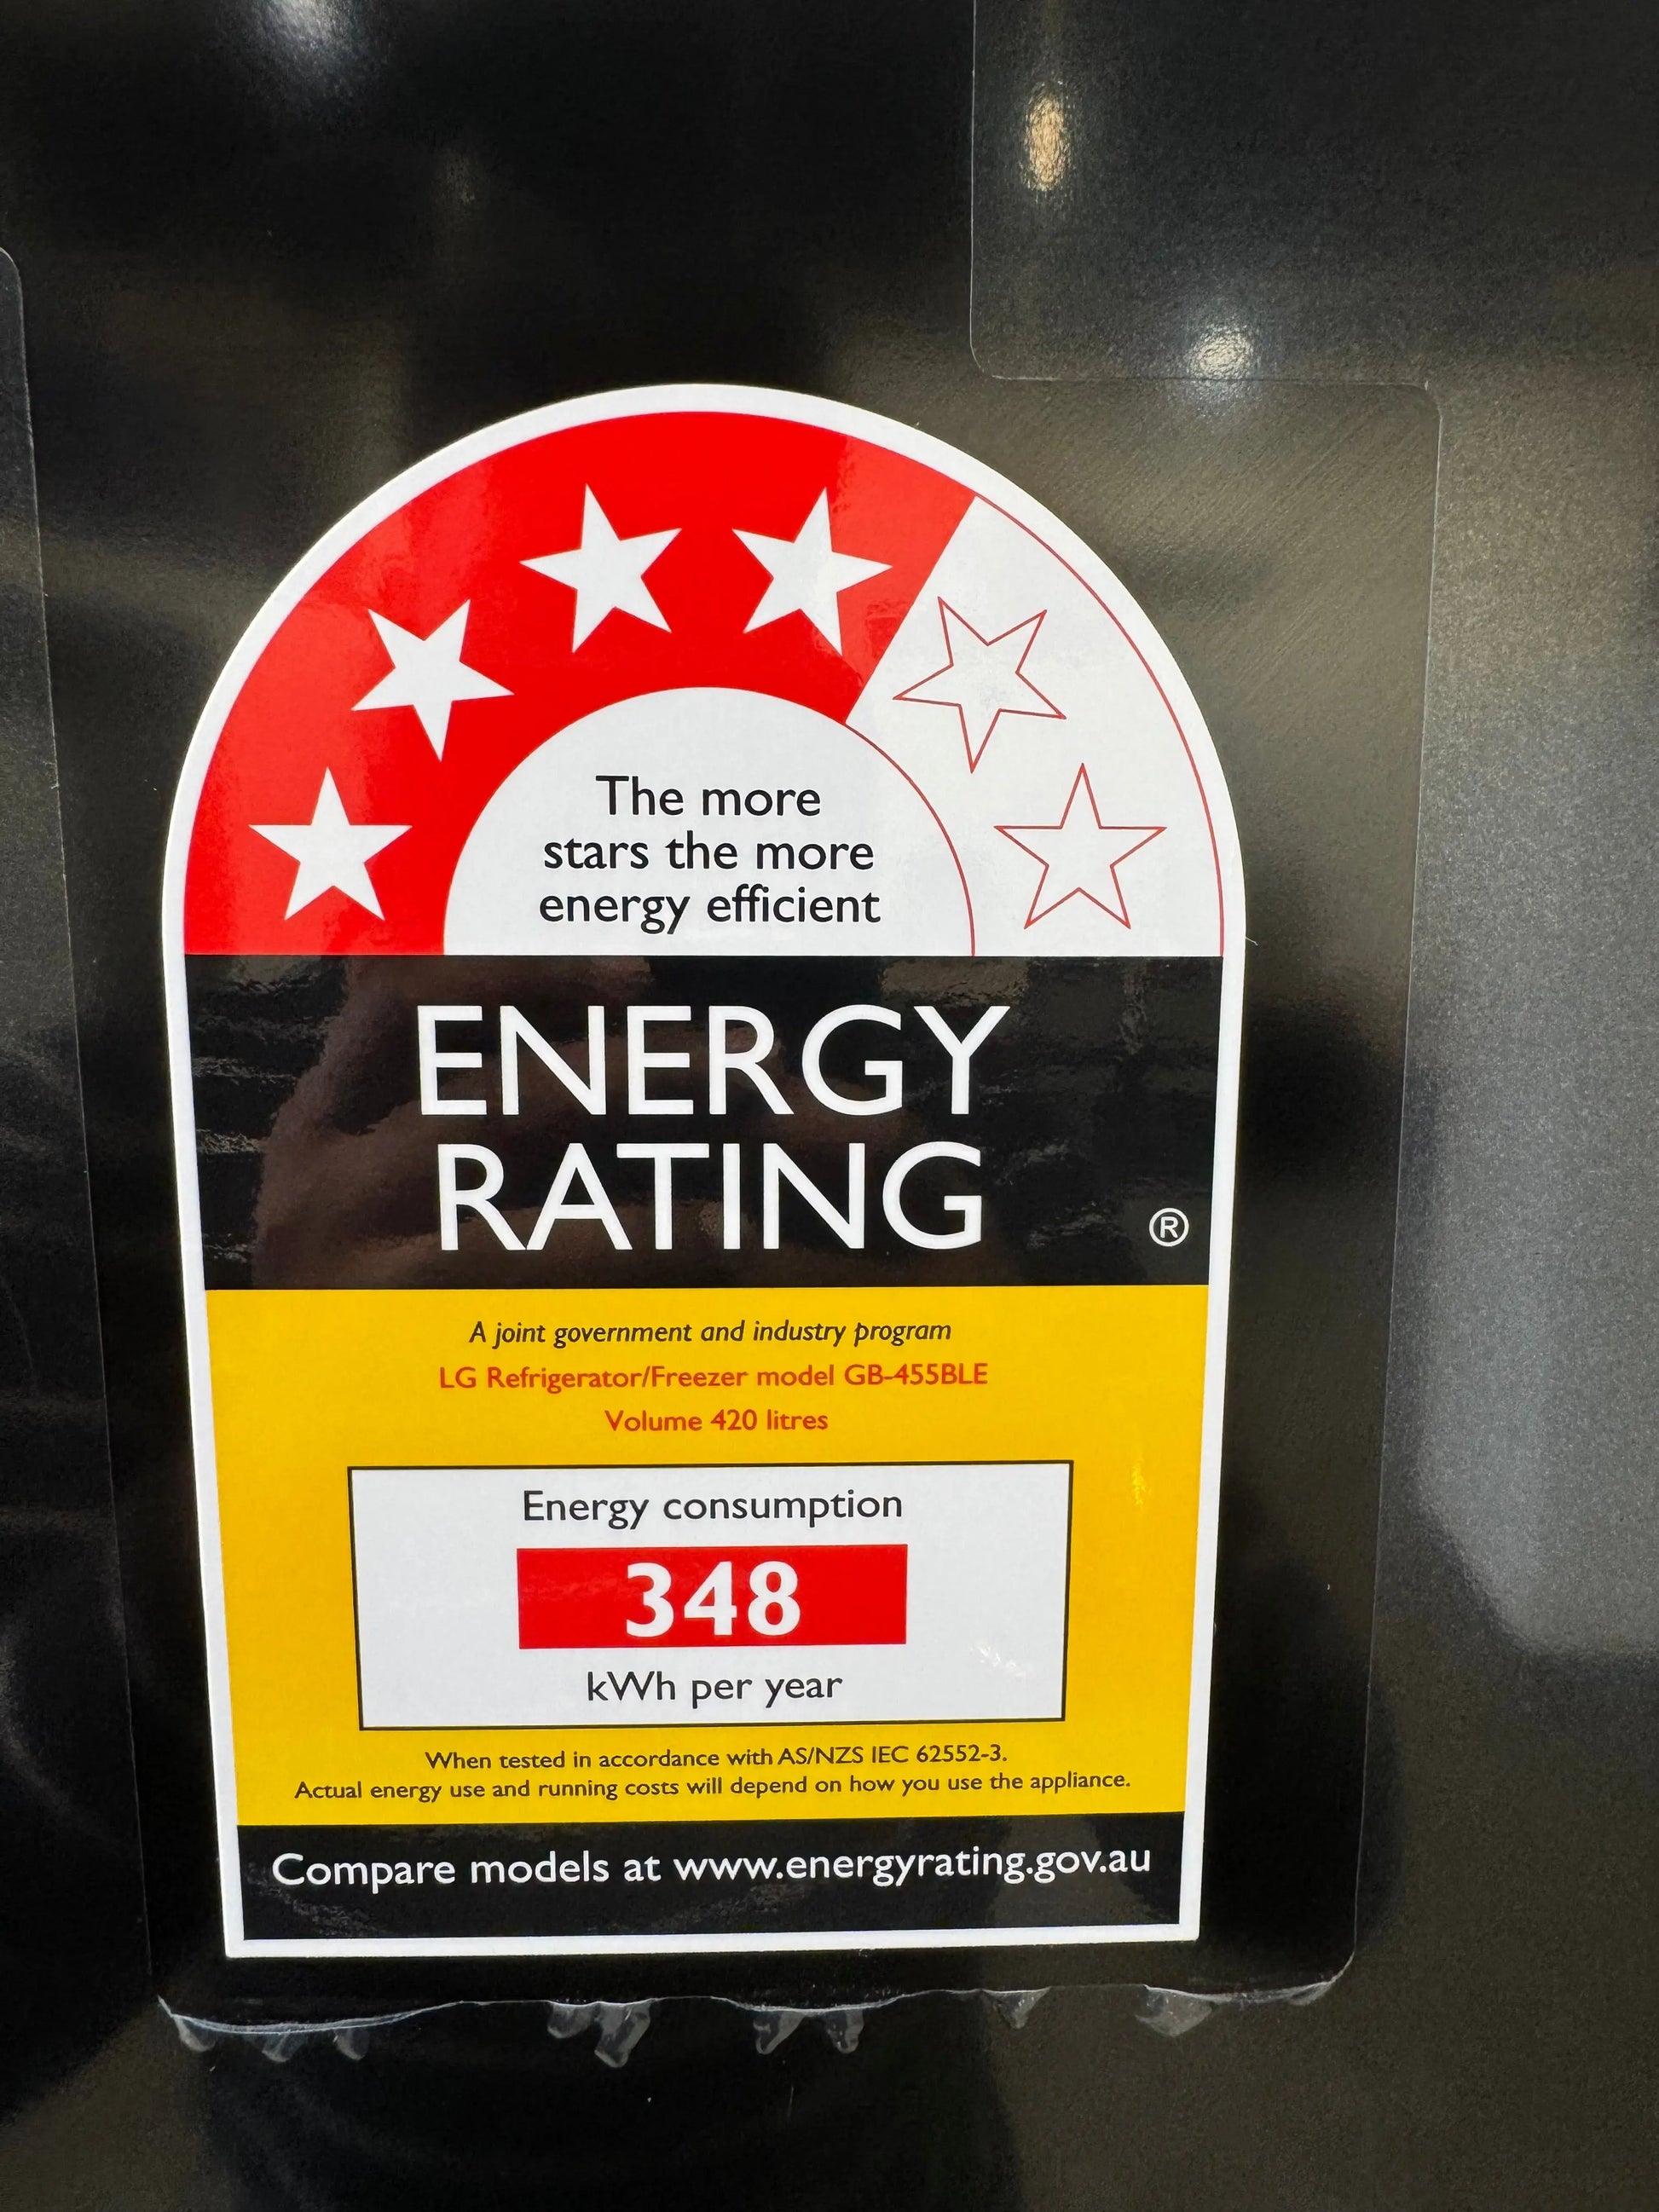 The more
stars the more
energy efficient
ENERGY
RATING
®
A joint government and industry program
LG Refrigerator/Freezer model GB-455BLE
Volume 420 litres
Energy consumption
348
kWh per year
When tested in accordance with AS/NZS IEC 62552-3.
Actual energy use and running costs will depend on how you use the appliance.
Compare models at www.energyrating.gov.au